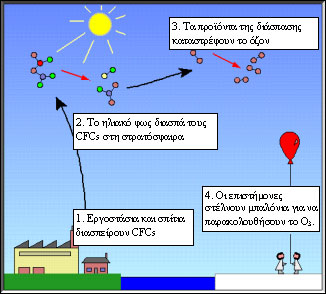 3. Τα προϊόντα της διάσπασης
καταστρέφουν το όζον
2. Το ηλιακό φως διασπά τους
CFCs στη στρατόσφαιρα
1. Εργοστάσια και σπίτια
διασπείρουν CFCs
4. Οι επιστήμονες
στέλνουν μπαλόνια για να
παρακολουθήσουν το O₃.